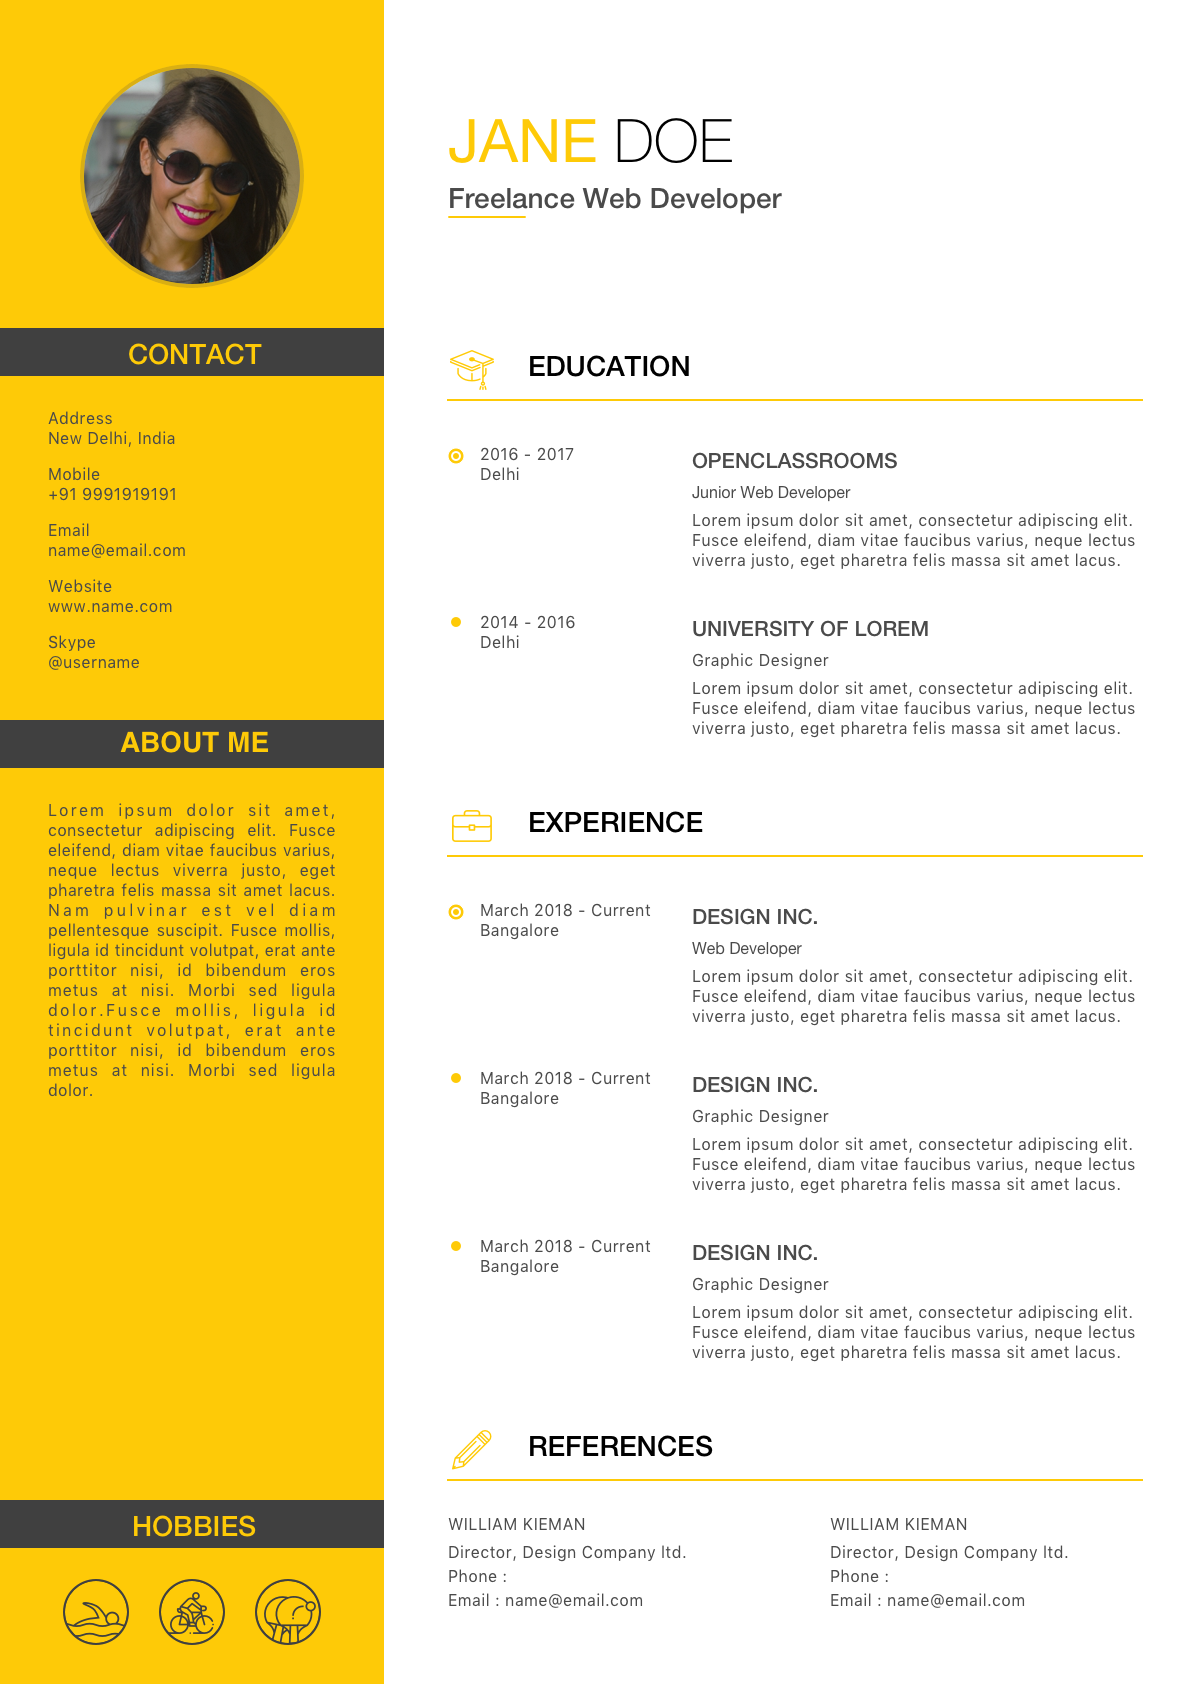 JANE DOE
Freelance Web Developer
CONTACT
Address
New Delhi, India
Mobile
+91 9991919191
Email
name@email.com
Website
www.name.com
Skype
@username
ABOUT ME
Lorem ipsum dolor sit amet,
consectetur adipiscing elit. Fusce
eleifend, diam vitae faucibus varius,
neque lectus viverra justo, eget
pharetra felis massa sit amet lacus.
Nam pulvinar est vel diam
pellentesque suscipit. Fusce mollis,
ligula id tincidunt volutpat, erat ante
porttitor nisi, id bibendum eros
metus at nisi. Morbi sed ligula
dolor.Fusce mollis, ligula id
tincidunt volutpat, erat ante
porttitor nisi, id bibendum eros
metus at nisi. Morbi sed ligula
dolor.
HOBBIES
EDUCATION
2016 - 2017
Delhi
OPENCLASSROOMS
Junior Web Developer
Lorem ipsum dolor sit amet, consectetur adipiscing elit.
Fusce eleifend, diam vitae faucibus varius, neque lectus
viverra justo, eget pharetra felis massa sit amet lacus.
2014 - 2016
Delhi
UNIVERSITY OF LOREM
Graphic Designer
Lorem ipsum dolor sit amet, consectetur adipiscing elit.
Fusce eleifend, diam vitae faucibus varius, neque lectus
viverra justo, eget pharetra felis massa sit amet lacus.
EXPERIENCE
March 2018 - Current
Bangalore
DESIGN INC.
Web Developer
Lorem ipsum dolor sit amet, consectetur adipiscing elit.
Fusce eleifend, diam vitae faucibus varius, neque lectus
viverra justo, eget pharetra felis massa sit amet lacus.
March 2018 - Current
Bangalore
DESIGN INC.
Graphic Designer
Lorem ipsum dolor sit amet, consectetur adipiscing elit.
Fusce eleifend, diam vitae faucibus varius, neque lectus
viverra justo, eget pharetra felis massa sit amet lacus.
March 2018 - Current
Bangalore
DESIGN INC.
Graphic Designer
Lorem ipsum dolor sit amet, consectetur adipiscing elit.
Fusce eleifend, diam vitae faucibus varius, neque lectus
viverra justo, eget pharetra felis massa sit amet lacus.
REFERENCES
WILLIAM KIEMAN
Director, Design Company ltd.
Phone :
Email : name@email.com
WILLIAM KIEMAN
Director, Design Company ltd.
Phone :
Email : name@email.com